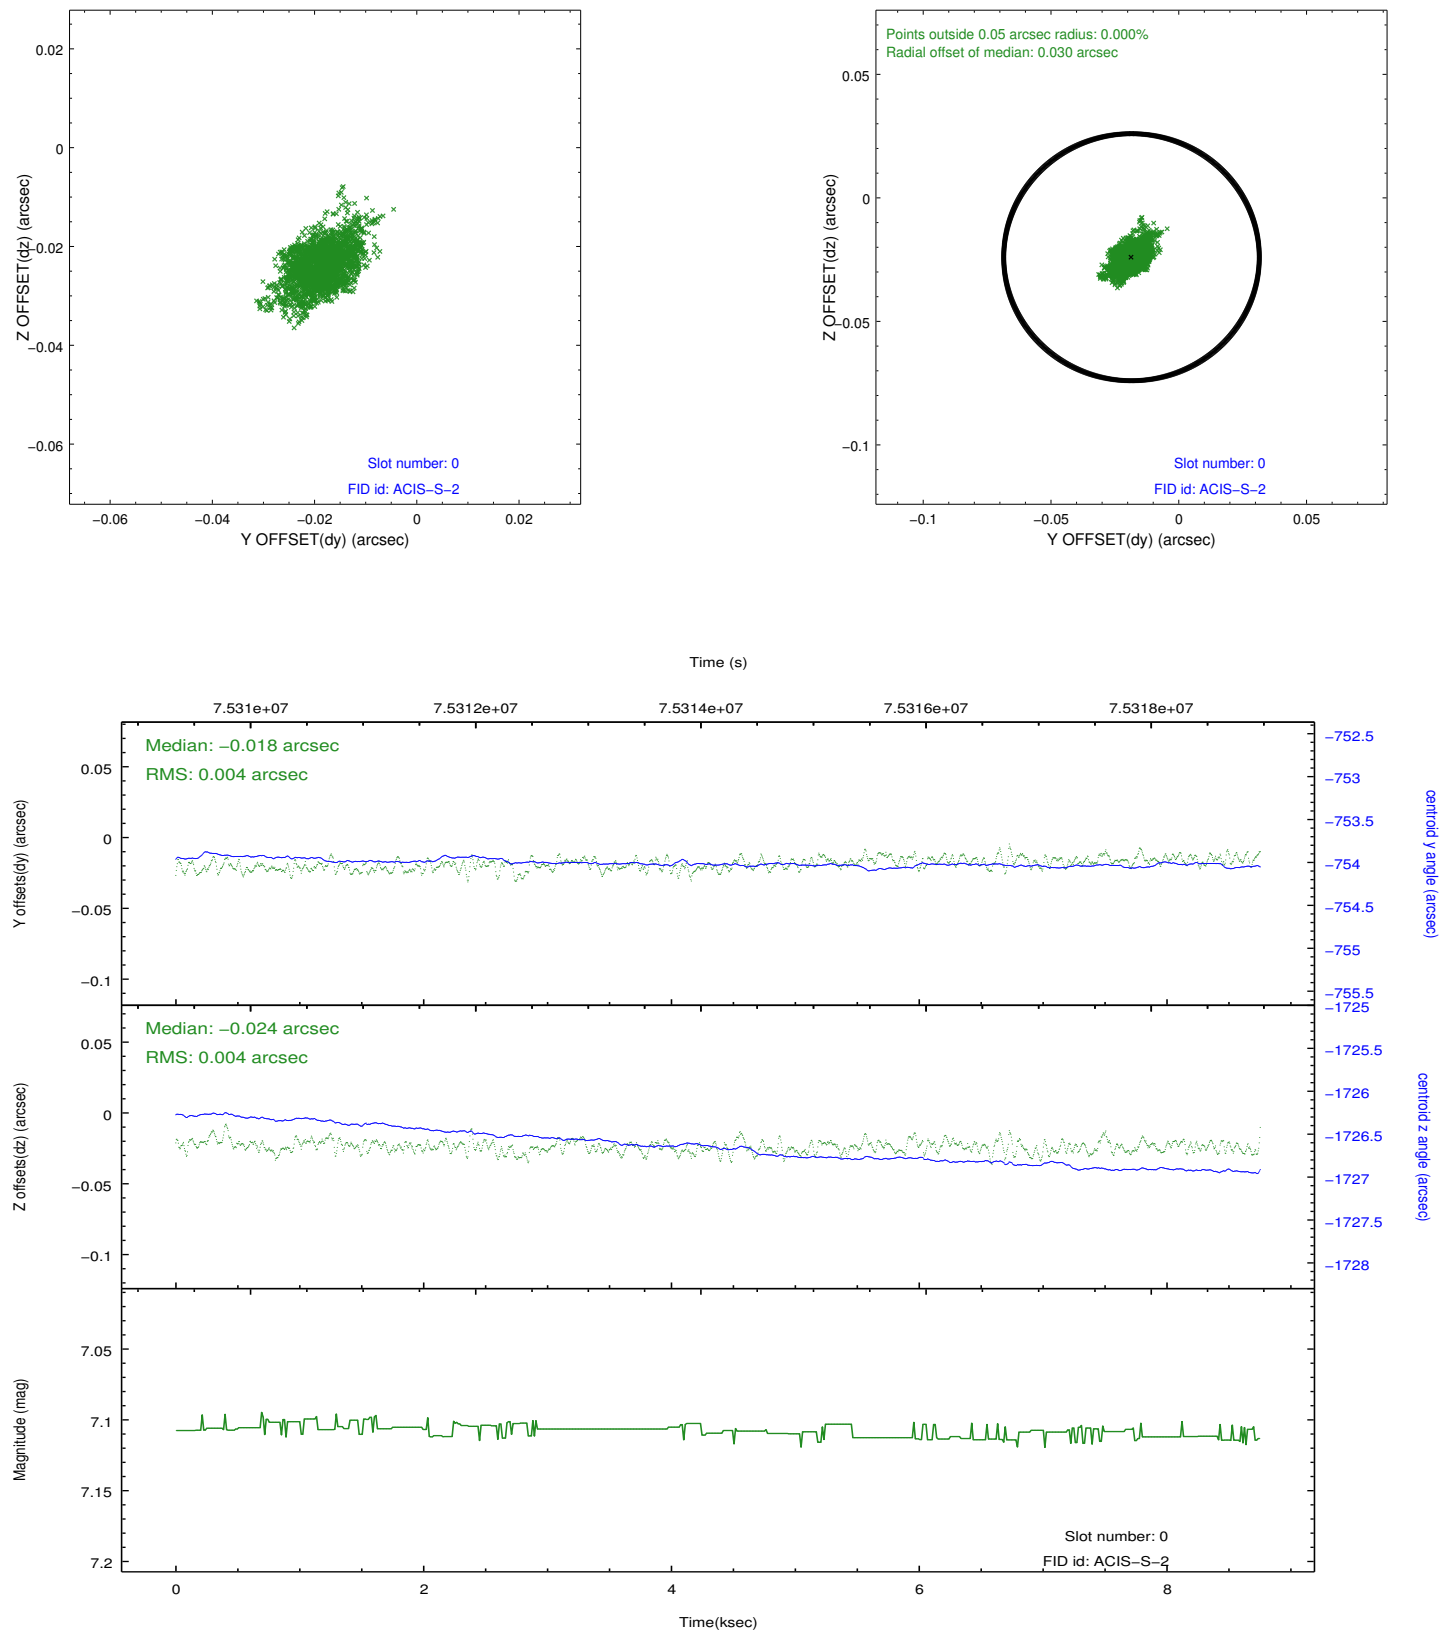 0.02
0
−0.02
−0.04
−0.06
Z OFFSET(dz) (arcsec)
Slot number: 0
FID id: ACIS−S−2
−0.06
−0.04
−0.02
0
0.02
Y OFFSET(dy) (arcsec)
Points outside 0.05 arcsec radius: 0.000%
Radial offset of median: 0.030 arcsec
0.05
0
−0.05
−0.1
Z OFFSET(dz) (arcsec)
Slot number: 0
FID id: ACIS−S−2
−0.1
−0.05
0
0.05
Y OFFSET(dy) (arcsec)
Time (s)
7.531e+07
7.5312e+07
7.5314e+07
7.5316e+07
7.5318e+07
Median: −0.018 arcsec
RMS: 0.004 arcsec
0.05
0
−0.05
−0.1
Y offsets(dy) (arcsec)
−752.5
−753
−753.5
−754
−754.5
−755
−755.5
centroid y angle (arcsec)
Median: −0.024 arcsec
RMS: 0.004 arcsec
0.05
0
−0.05
−0.1
Z offsets(dz) (arcsec)
−1725
−1725.5
−1726
−1726.5
−1727
−1727.5
−1728
centroid z angle (arcsec)
7.05
7.1
7.15
7.2
Magnitude (mag)
Slot number: 0
FID id: ACIS−S−2
0
2
4
6
8
Time(ksec)